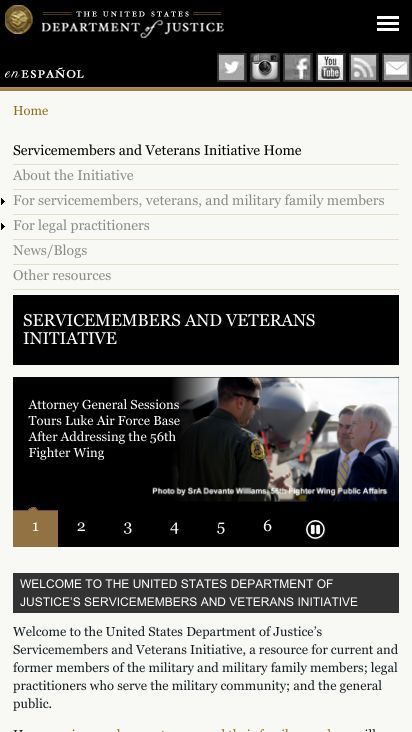 THE UNITED STATES
DEPARTMENT of JUSTICE
en ESPAÑOL
You
Tube
Home
Servicemembers and Veterans Initiative Home
About the Initiative
For servicemembers, veterans, and military family members
For legal practitioners
News/Blogs
Other resources
SERVICEMEMBERS AND VETERANS
INITIATIVE
Attorney General Sessions
Tours Luke Air Force Base
After Addressing the 56th
Fighter Wing
Photo by SrA Devante Williams, 56th Fighter Wing Public Affairs
1 2 3 4 5 6
WELCOME TO THE UNITED STATES DEPARTMENT OF
JUSTICE’S SERVICEMEMBERS AND VETERANS INITIATIVE
Welcome to the United States Department of Justice’s
Servicemembers and Veterans Initiative, a resource for current and
former members of the military and military family members; legal
practitioners who serve the military community; and the general
public.